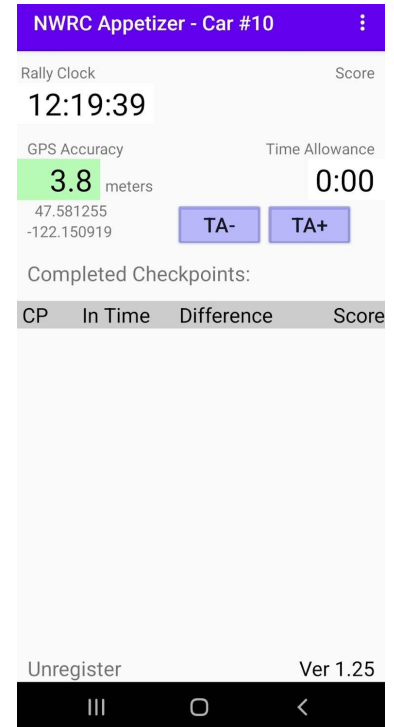 NWRC Appetizer - Car #10
Rally Clock Score
12:19:39
GPS Accuracy Time Allowance
3.8 meters 0:00
47.581255
-122.150919
TA- TA+
Completed Checkpoints:
CP In Time Difference Score
Unregister Ver 1.25